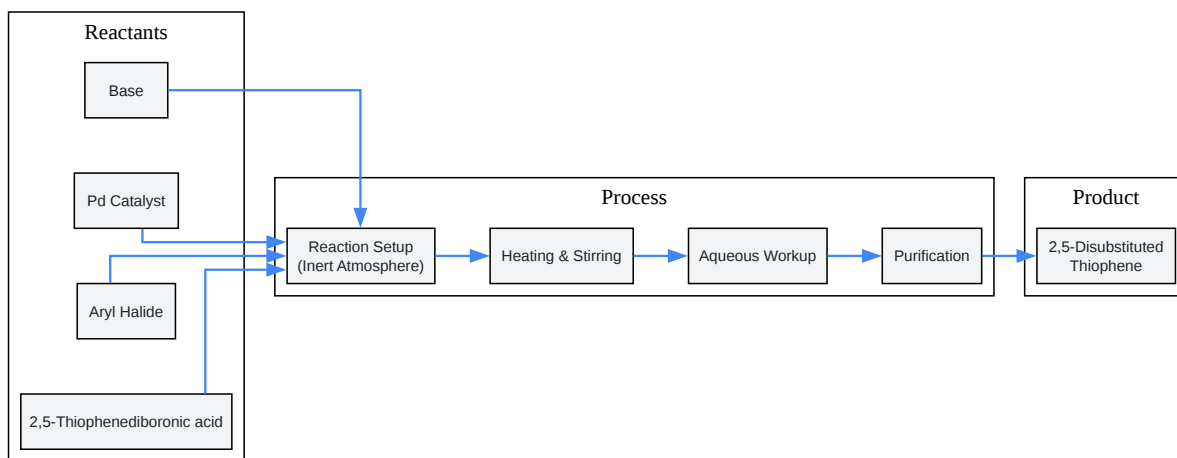 Reactants
Base
Pd Catalyst
Aryl Halide
2,5-Thiophenediboronic acid
Process
Reaction Setup
(Inert Atmosphere)
Heating & Stirring
Aqueous Workup
Purification
Product
2,5-Disubstituted
Thiophene